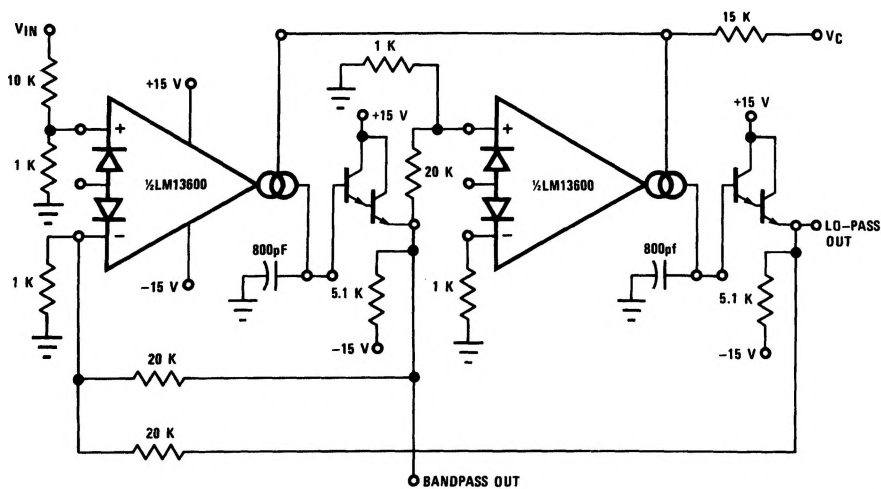 VIN
10 K
1 K
+15 V
+
½LM13600
−
−15 V
1 K
800pF
1 K
+15 V
20 K
5.1 K
−15 V
+
½LM13600
−
1 K
15 K
VC
800pf
+15 V
LO-PASS
OUT
5.1 K
−15 V
20 K
20 K
BANDPASS OUT